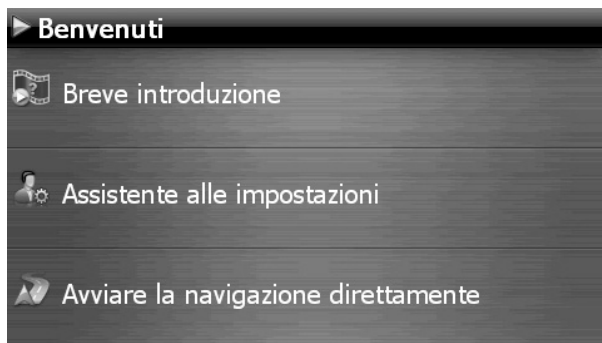 Benvenuti
Breve introduzione
Assistente alle impostazioni
Avviare la navigazione direttamente